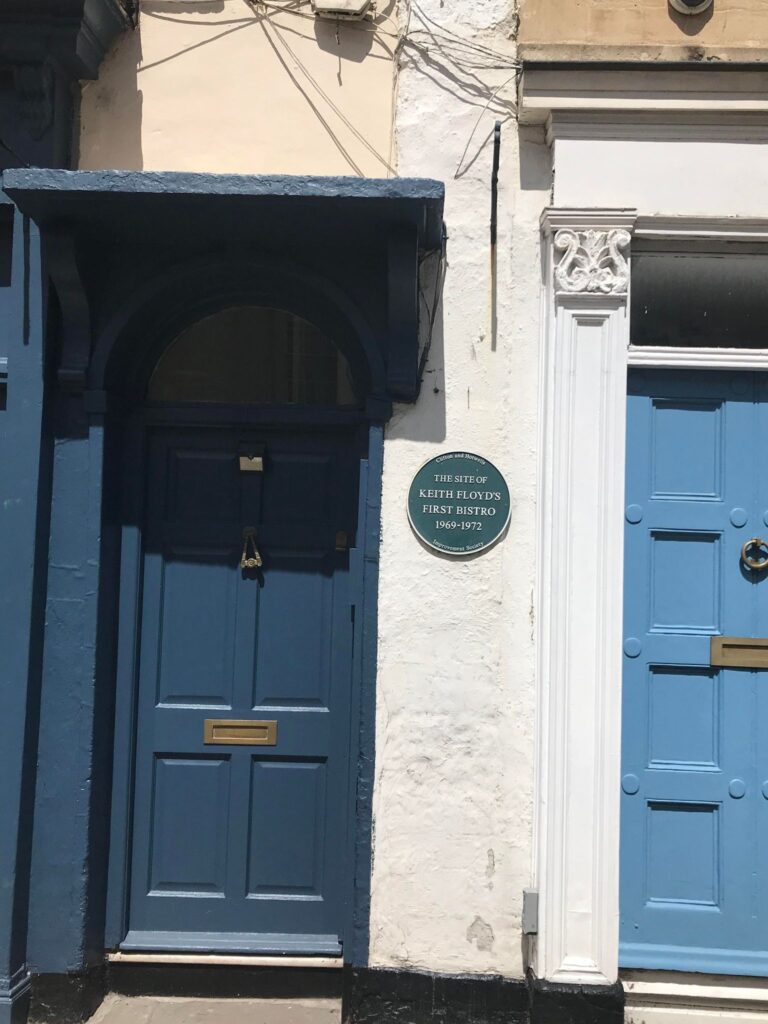 Clifton and Hotwells
THE SITE OF
KEITH FLOYD'S
FIRST BISTRO
1969-1972
Improvement Society